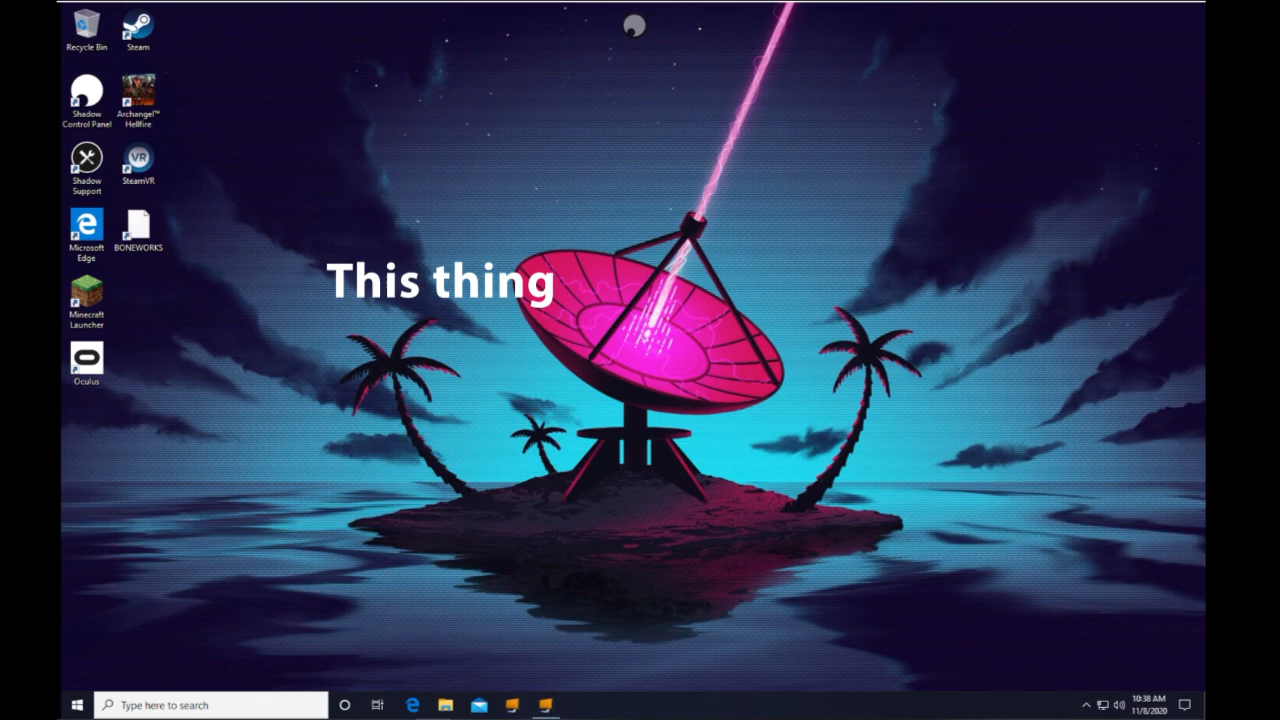 Recycle Bin
Steam
Shadow
Control Panel
Archangel™
Hellfire
Shadow
Support
VR
SteamVR
Microsoft
Edge
BONEWORKS
Minecraft
Launcher
Oculus
This thing
Type here to search
10:38 AM
11/8/2020